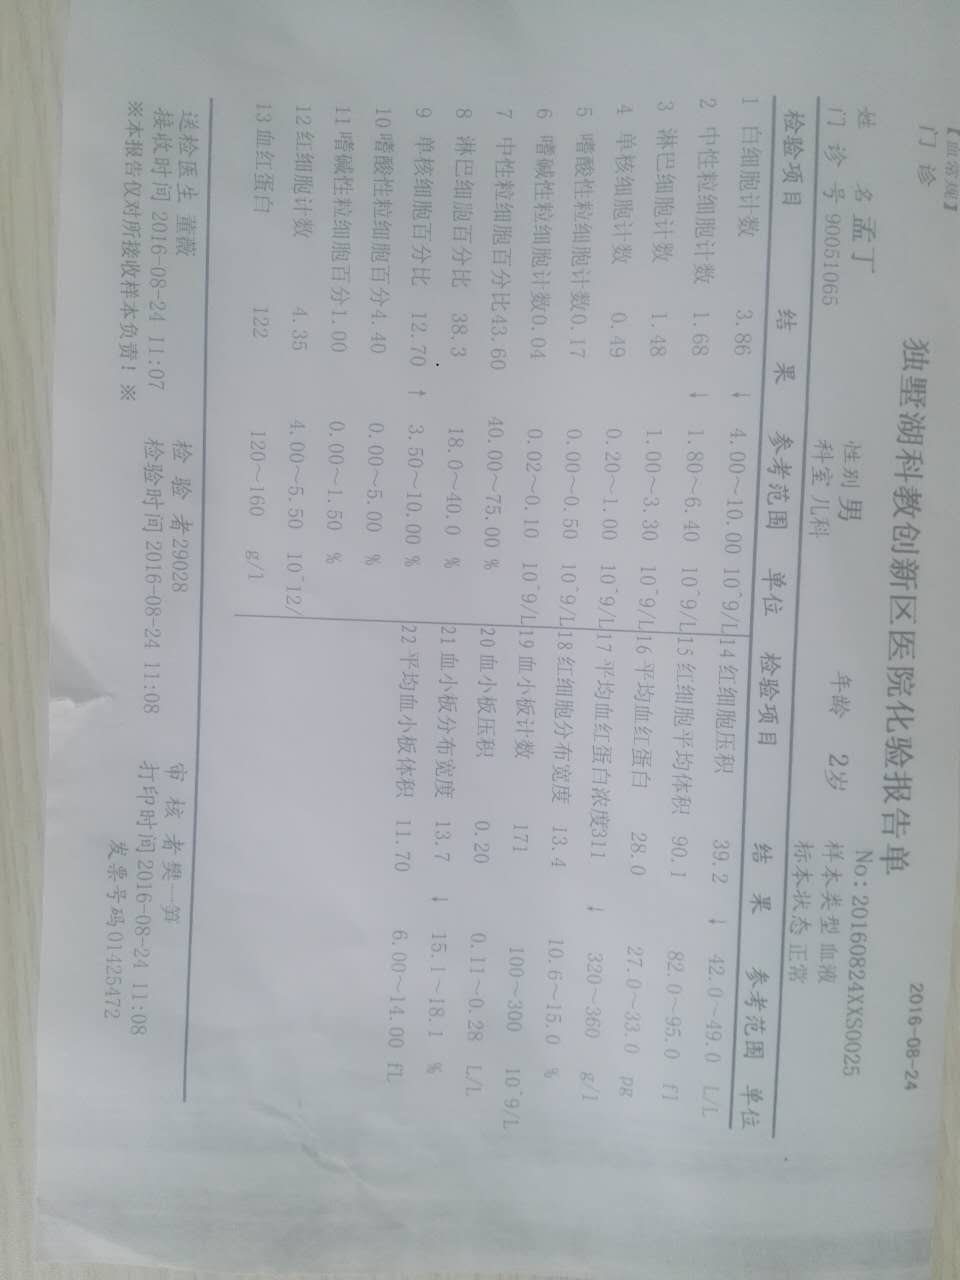 【血常规】
门 诊 独墅湖科教创新区医院化验报告单 2016-08-24
No:20160824XXS0025
姓 名 孟丁 性别 男 年龄 2岁 样本类型 血液
门 诊 号 90051065 科室 儿科 标本状态 正常
检验项目 结 果 参考范围 单位 检验项目 结 果 参考范围 单位
1 白细胞计数 3.86 ↓ 4.00~10.00 10^9/L 14 红细胞压积 39.2 ↓ 42.0~49.0 L/L
2 中性粒细胞计数 1.68 ↓ 1.80~6.40 10^9/L 15 红细胞平均体积 90.1 82.0~95.0 fl
3 淋巴细胞计数 1.48 1.00~3.30 10^9/L 16 平均血红蛋白 28.0 27.0~33.0 pg
4 单核细胞计数 0.49 0.20~1.00 10^9/L 17 平均血红蛋白浓度 311 ↓ 320~360 g/l
5 嗜酸性粒细胞计数 0.17 0.00~0.50 10^9/L 18 红细胞分布宽度 13.4 10.6~15.0 %
6 嗜碱性粒细胞计数 0.04 0.02~0.10 10^9/L 19 血小板计数 171 100~300 10^9/L
7 中性粒细胞百分比 43.60 40.00~75.00 % 20 血小板压积 0.20 0.11~0.28 L/L
8 淋巴细胞百分比 38.3 18.0~40.0 % 21 血小板分布宽度 13.7 ↓ 15.1~18.1 %
9 单核细胞百分比 12.70 ↑ 3.50~10.00 % 22 平均血小板体积 11.70 6.00~14.00 fL
10 嗜酸性粒细胞百分 4.40 0.00~5.00 %
11 嗜碱性粒细胞百分 1.00 0.00~1.50 %
12 红细胞计数 4.35 4.00~5.50 10^12/
13 血红蛋白 122 120~160 g/l
送检医生 董薇 检 验 者 29028 审 核 者 樊一笋
接收时间 2016-08-24 11:07 检验时间 2016-08-24 11:08 打印时间 2016-08-24 11:08
※本报告仅对所接收样本负责！※ 发票号码 01425472